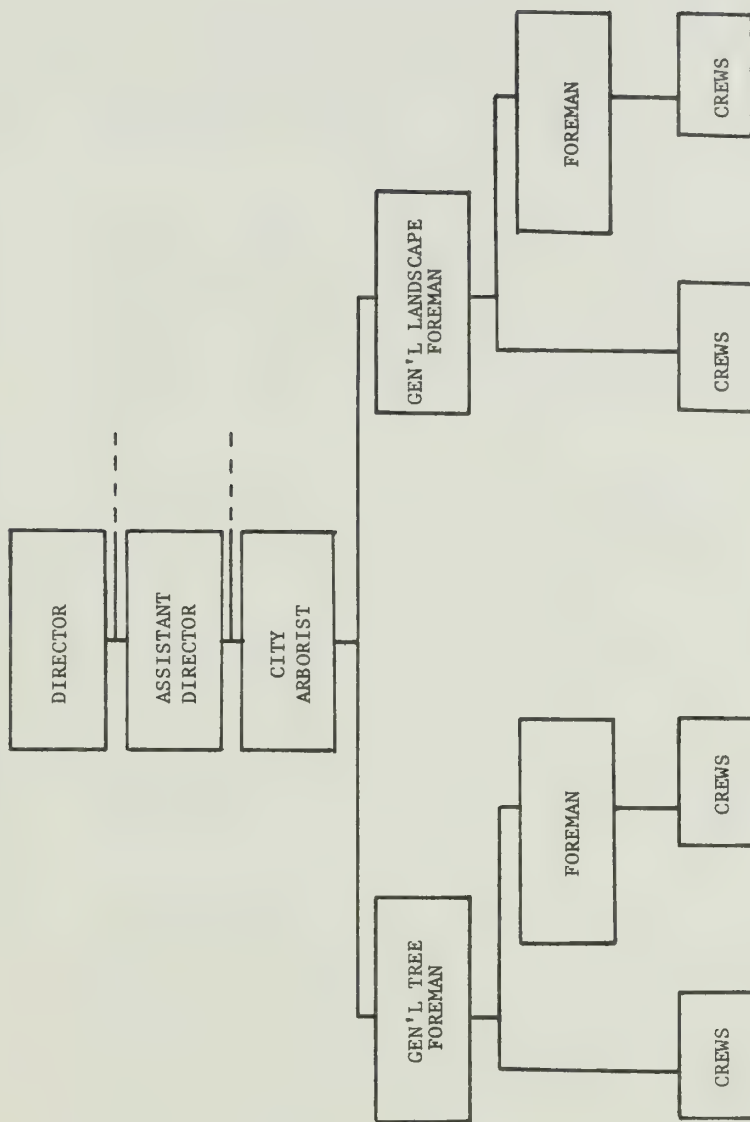 DIRECTOR
ASSISTANT
DIRECTOR
CITY
ARBORIST
GEN'L TREE
FOREMAN
GEN'L LANDSCAPE
FOREMAN
FOREMAN
FOREMAN
CREWS
CREWS
CREWS
CREWS